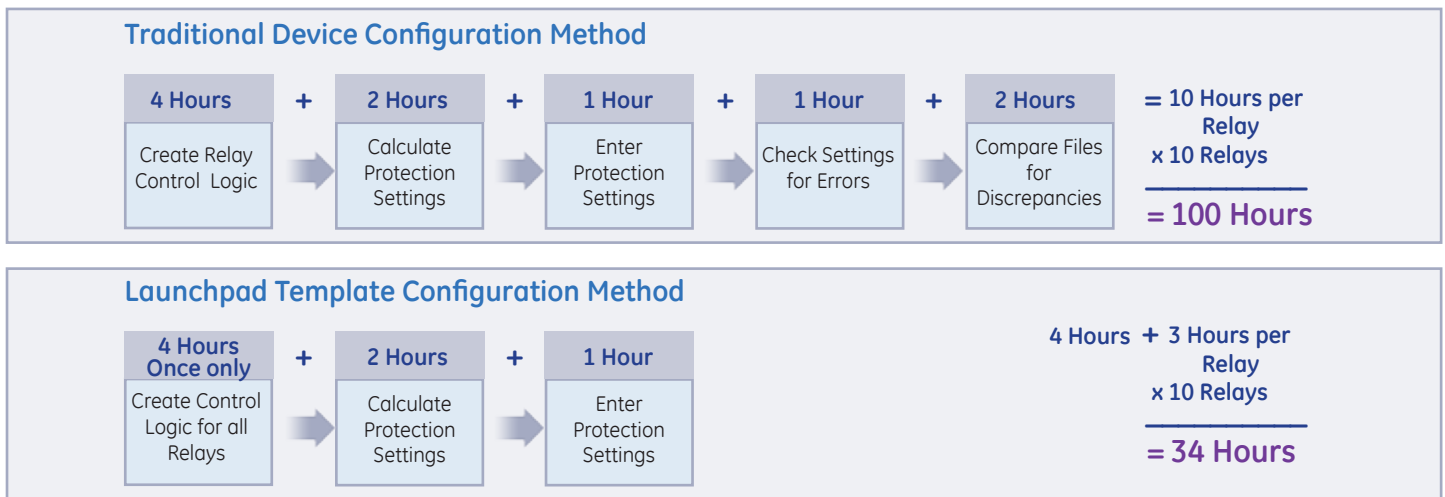 Traditional Device Configuration Method
4 Hours + 2 Hours + 1 Hour + 1 Hour + 2 Hours
Create Relay
Control Logic
Calculate
Protection
Settings
Enter
Protection
Settings
Check Settings
for Errors
Compare Files
for
Discrepancies
= 10 Hours per
Relay
x 10 Relays
= 100 Hours
Launchpad Template Configuration Method
4 Hours
Once only
+ 2 Hours + 1 Hour
Create Control
Logic for all
Relays
Calculate
Protection
Settings
Enter
Protection
Settings
4 Hours + 3 Hours per
Relay
x 10 Relays
= 34 Hours